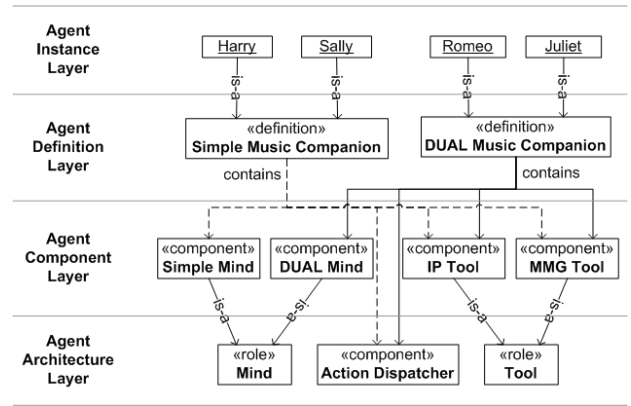 Agent
Instance
Layer
Harry
Sally
Romeo
Juliet
is-a
is-a
is-a
is-a
Agent
Definition
Layer
«definition»
Simple Music Companion
«definition»
DUAL Music Companion
contains
contains
Agent
Component
Layer
«component»
Simple Mind
«component»
DUAL Mind
«component»
IP Tool
«component»
MMG Tool
is-a
is-a
is-a
is-a
Agent
Architecture
Layer
«role»
Mind
«component»
Action Dispatcher
«role»
Tool